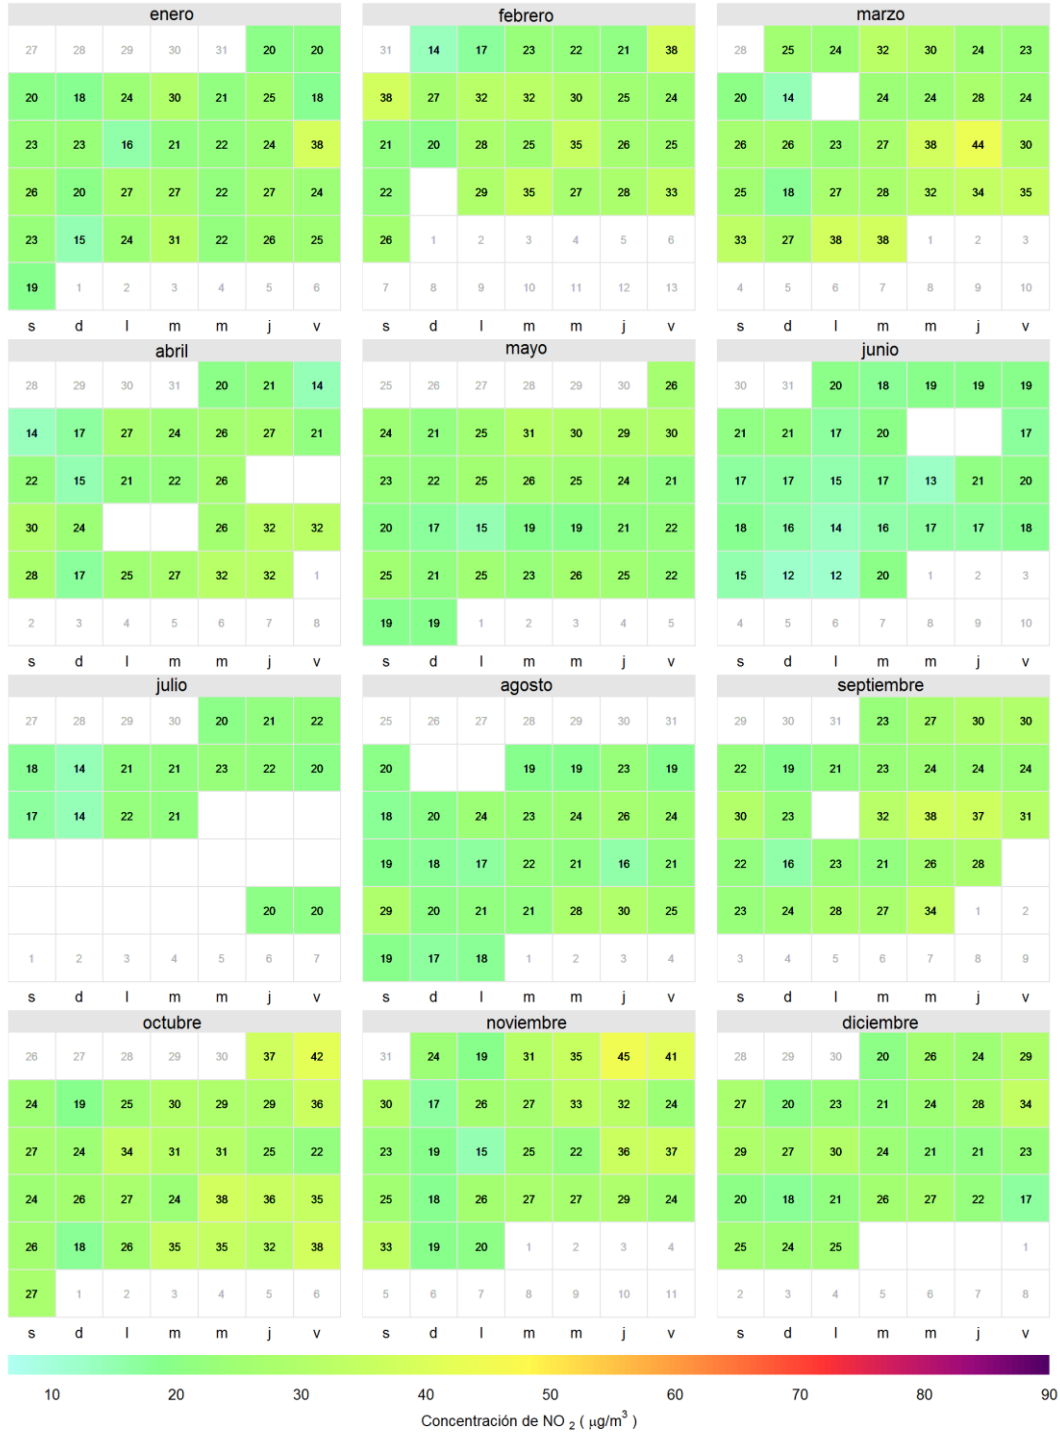 enero febrero marzo
27 28 29 30 31 20 20 31 14 17 23 22 21 38 28 25 24 32 30 24 23
20 18 24 30 21 25 18 38 27 32 32 30 25 24 20 14 24 24 28 24
23 23 16 21 22 24 38 21 20 28 25 35 26 25 26 26 23 27 38 44 30
26 20 27 27 22 27 24 22 29 35 27 28 33 25 18 27 28 32 34 35
23 15 24 31 22 26 25 26 1 2 3 4 5 6 33 27 38 38 1 2 3
19 1 2 3 4 5 6 7 8 9 10 11 12 13 4 5 6 7 8 9 10
s d l m m j v s d l m m j v s d l m m j v
abril mayo junio
28 29 30 31 20 21 14 25 26 27 28 29 30 26 30 31 20 18 19 19 19
14 17 27 24 26 27 21 24 21 25 31 30 29 30 21 21 17 20 17
22 15 21 22 26 23 22 25 26 25 24 21 17 17 15 17 13 21 20
30 24 26 32 32 20 17 15 19 19 21 22 18 16 14 16 17 17 18
28 17 25 27 32 32 1 25 21 25 23 26 25 22 15 12 12 20 1 2 3
2 3 4 5 6 7 8 19 19 1 2 3 4 5 4 5 6 7 8 9 10
s d l m m j v s d l m m j v s d l m m j v
julio agosto septiembre
27 28 29 30 20 21 22 25 26 27 28 29 30 31 29 30 31 23 27 30 30
18 14 21 21 23 22 20 20 19 19 23 19 22 19 21 23 24 24 24
17 14 22 21 18 20 24 23 24 26 24 30 23 32 38 37 31
19 18 17 22 21 16 21 22 16 23 21 26 28
20 20 29 20 21 21 28 30 25 23 24 28 27 34 1 2
1 2 3 4 5 6 7 19 17 18 1 2 3 4 3 4 5 6 7 8 9
s d l m m j v s d l m m j v s d l m m j v
octubre noviembre diciembre
26 27 28 29 30 37 42 31 24 19 31 35 45 41 28 29 30 20 26 24 29
24 19 25 30 29 29 36 30 17 26 27 33 32 24 27 20 23 21 24 28 34
27 24 34 31 31 25 22 23 19 15 25 22 36 37 29 27 30 24 21 21 23
24 26 27 24 38 36 35 25 18 26 27 27 29 24 20 18 21 26 27 22 17
26 18 26 35 35 32 38 33 19 20 1 2 3 4 25 24 25 1
27 1 2 3 4 5 6 5 6 7 8 9 10 11 2 3 4 5 6 7 8
s d l m m j v s d l m m j v s d l m m j v
10 20 30 40 50 60 70 80 90
Concentración de NO ₂ ( μg/m³ )